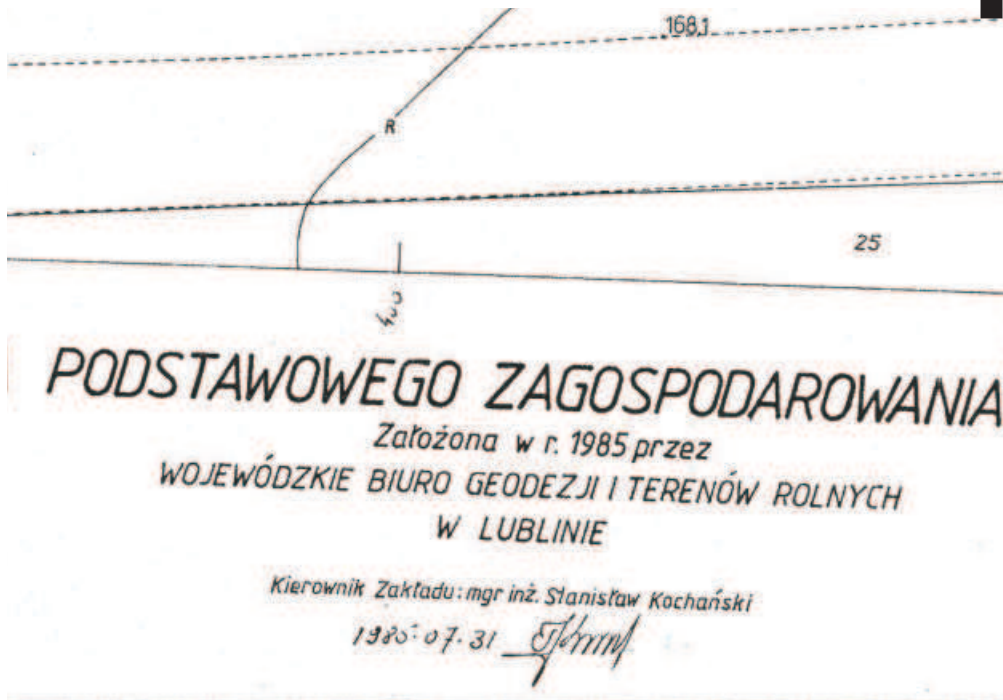 168,1
R
25
400
PODSTAWOWEGO ZAGOSPODAROWANIA
Założona w r. 1985 przez
WOJEWÓDZKIE BIURO GEODEZJI I TERENÓW ROLNYCH
W LUBLINIE
Kierownik Zakładu: mgr inż. Stanisław Kochański
1985-07-31